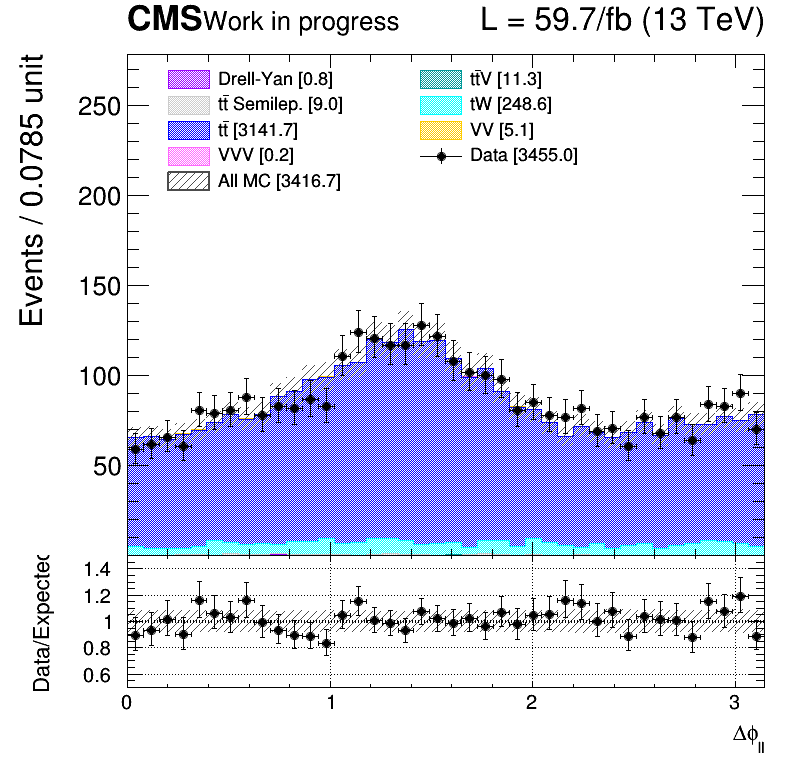 CMS Work in progress L = 59.7/fb (13 TeV)
Events / 0.0785 unit
250
200
150
100
50
Drell-Yan [0.8]
tt̄ Semilep. [9.0]
tt̄ [3141.7]
VVV [0.2]
All MC [3416.7]
tt̄V [11.3]
tW [248.6]
VV [5.1]
Data [3455.0]
Data/Expected
1.4
1.2
1
0.8
0.6
0 1 2 3
Δϕll